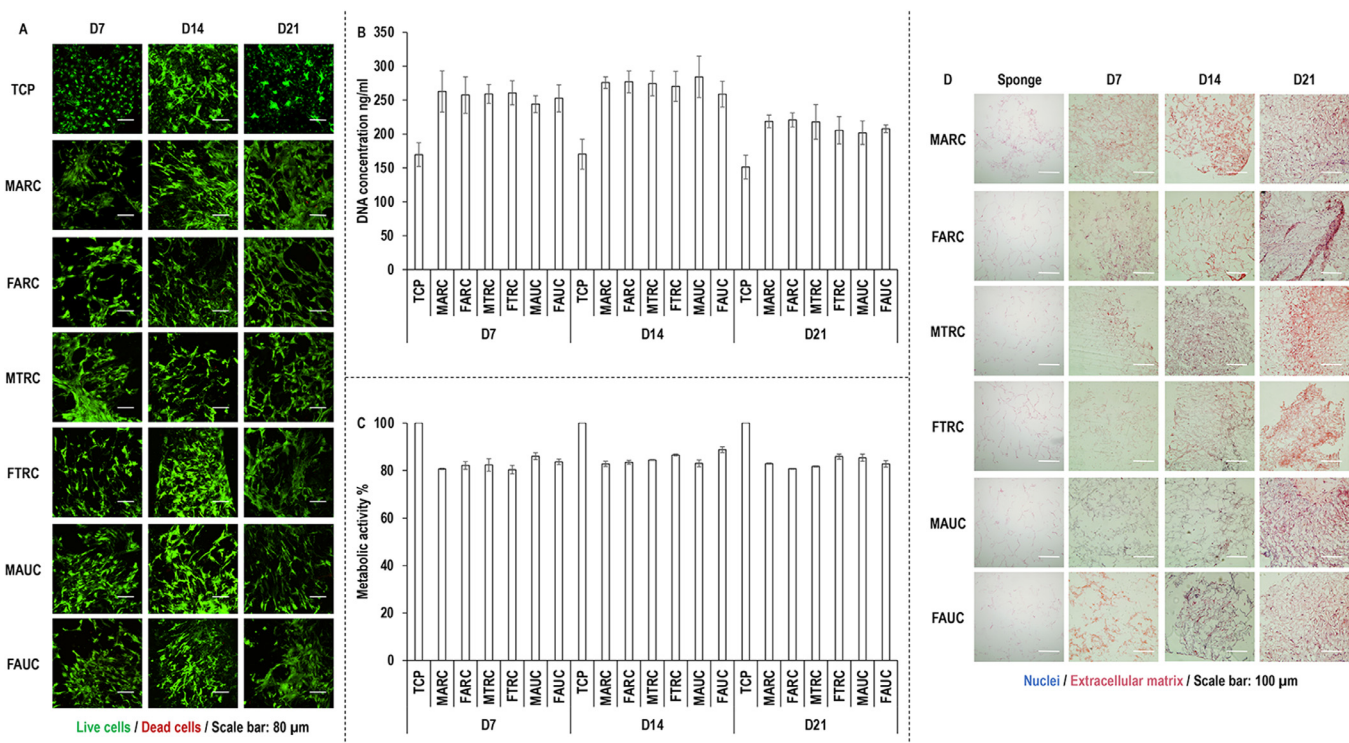 A
D7 D14 D21
TCP
MARC
FARC
MTRC
FTRC
MAUC
FAUC
Live cells / Dead cells / Scale bar: 80 µm
B
DNA concentration ng/ml
350
300
250
200
150
100
50
0
TCP MARC FARC MTRC FTRC MAUC FAUC TCP MARC FARC MTRC FTRC MAUC FAUC TCP MARC FARC MTRC FTRC MAUC FAUC
D7 D14 D21
C
Metabolic activity %
100
80
60
40
20
0
TCP MARC FARC MTRC FTRC MAUC FAUC TCP MARC FARC MTRC FTRC MAUC FAUC TCP MARC FARC MTRC FTRC MAUC FAUC
D7 D14 D21
D
Sponge D7 D14 D21
MARC
FARC
MTRC
FTRC
MAUC
FAUC
Nuclei / Extracellular matrix / Scale bar: 100 µm